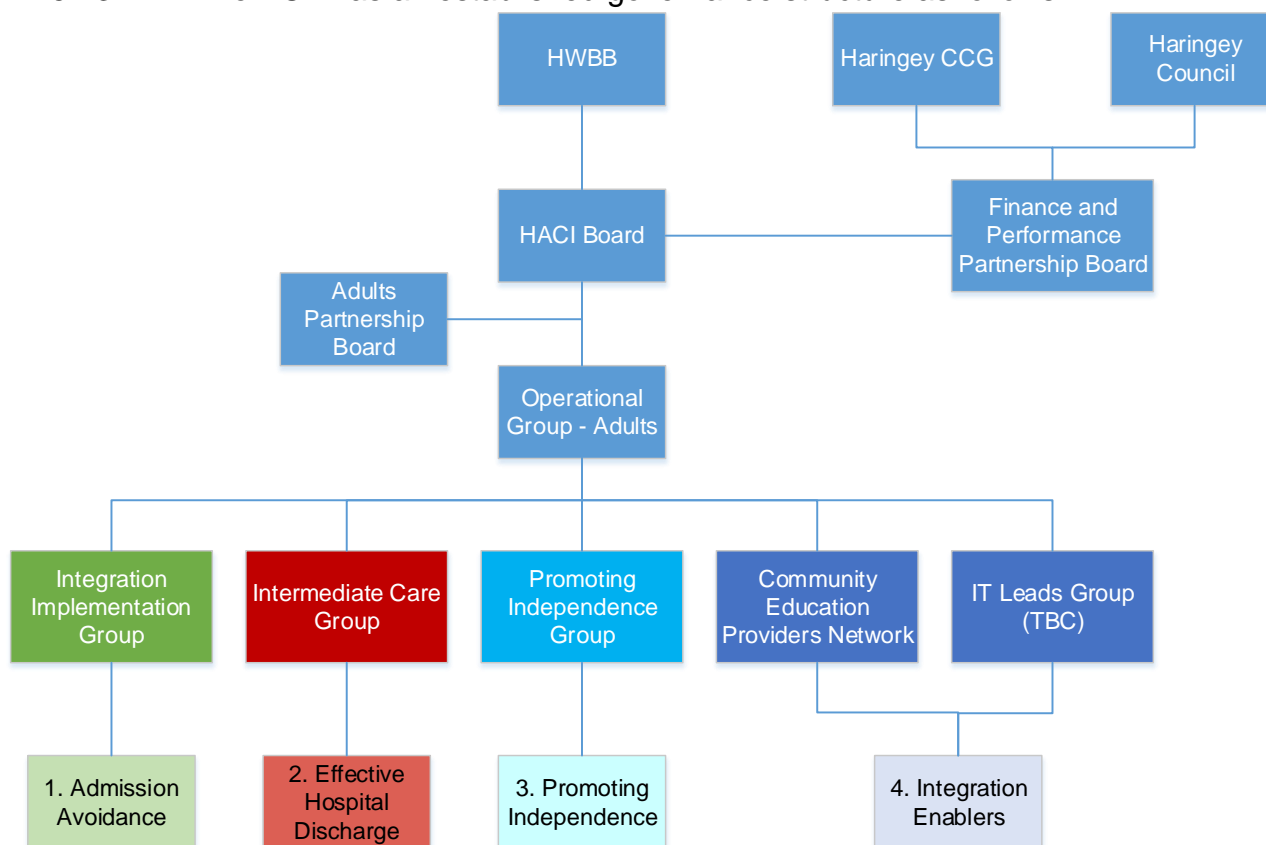 HWBB
Haringey CCG
Haringey
Council
HACI Board
Finance and
Performance
Partnership Board
Adults
Partnership
Board
Operational
Group - Adults
Integration
Implementation
Group
Intermediate Care
Group
Promoting
Independence
Group
Community
Education
Providers Network
IT Leads Group
(TBC)
1. Admission
Avoidance
2. Effective
Hospital
Discharge
3. Promoting
Independence
4. Integration
Enablers